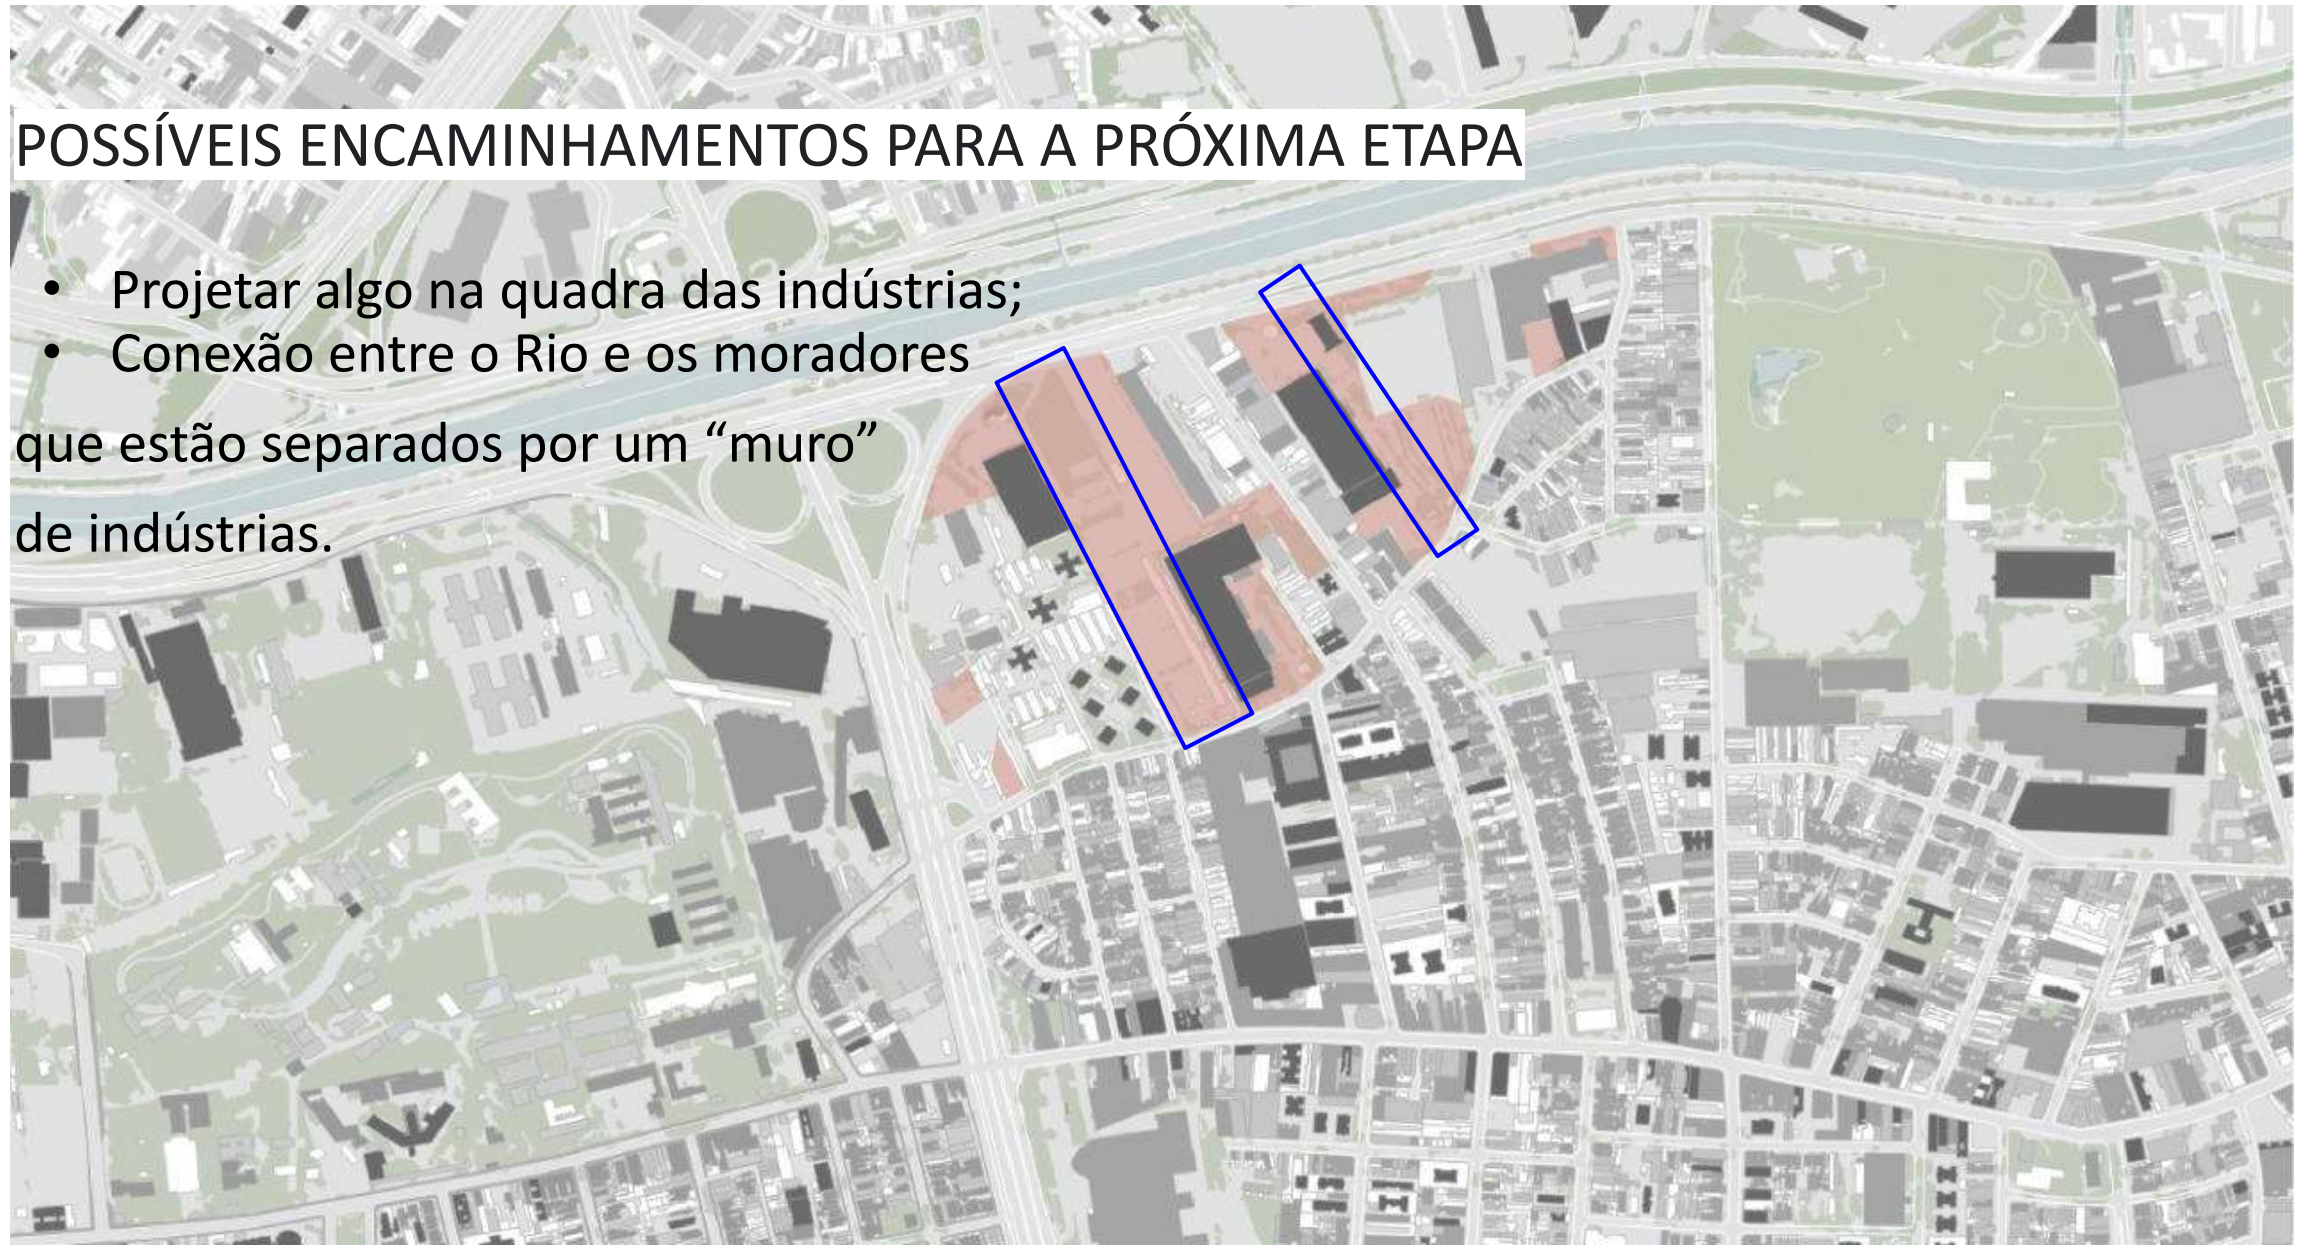 POSSÍVEIS ENCAMINHAMENTOS PARA A PRÓXIMA ETAPA
• Projetar algo na quadra das indústrias;
• Conexão entre o Rio e os moradores
que estão separados por um “muro”
de indústrias.